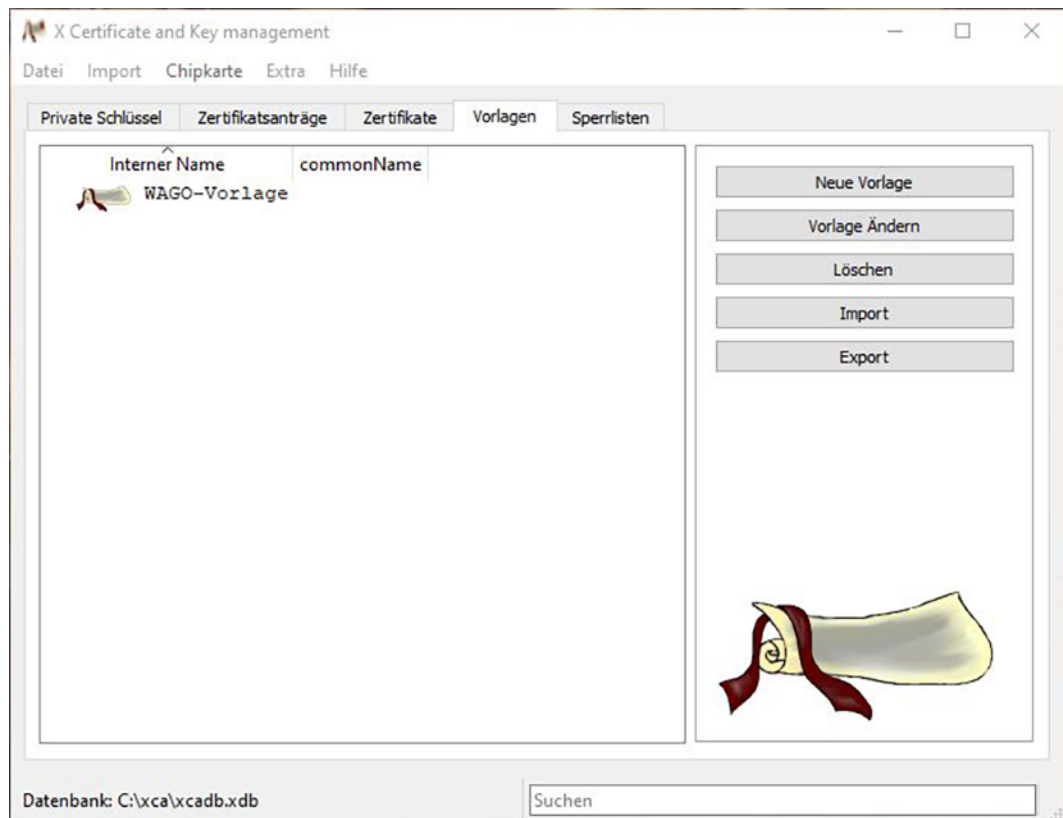 X Certificate and Key management
Datei Import Chipkarte Extra Hilfe
Private Schlüssel Zertifikatsanträge Zertifikate Vorlagen Sperrlisten
Interner Name commonName
WAGO-Vorlage
Neue Vorlage
Vorlage Ändern
Löschen
Import
Export
Datenbank: C:\xca\xcadb.xdb
Suchen